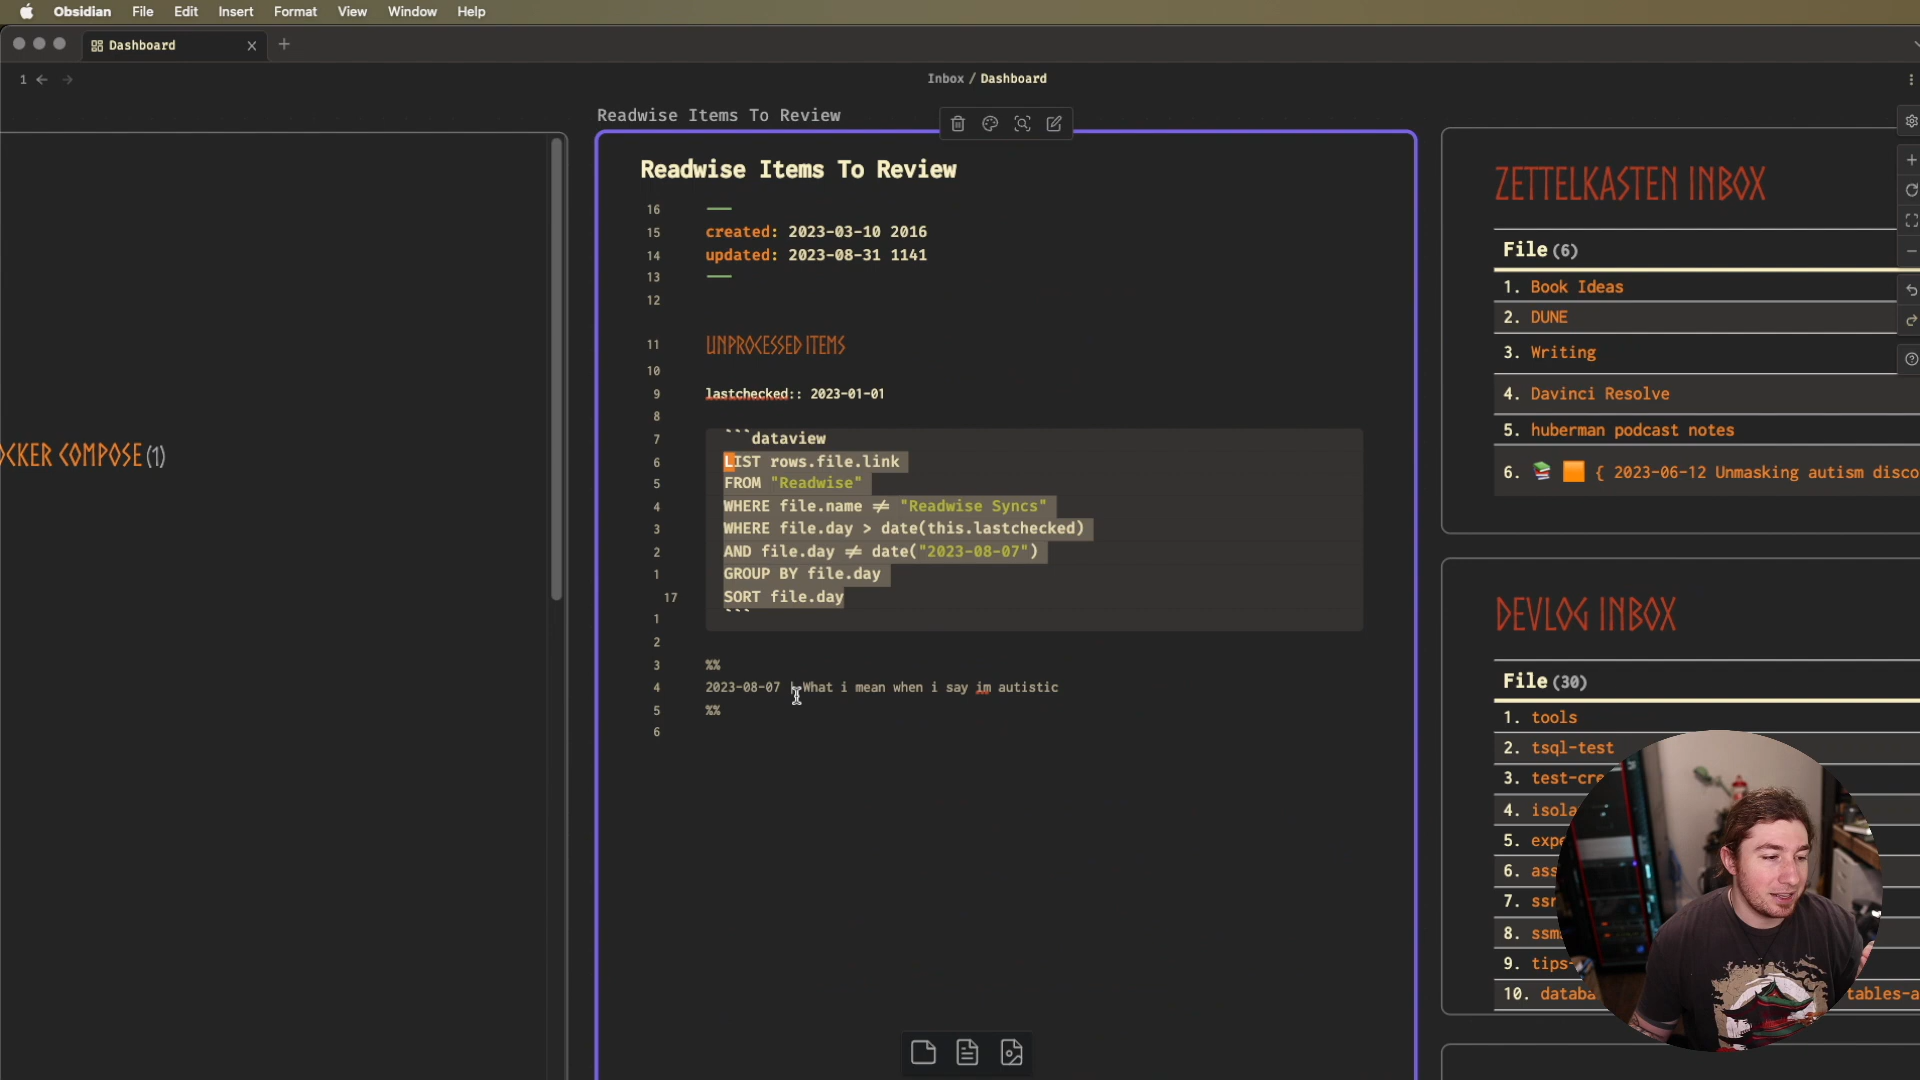 Obsidian File Edit Insert Format View Window Help
Dashboard
1
Inbox / Dashboard
Readwise Items To Review
Readwise Items To Review
16
15 created: 2023-03-10 2016
14 updated: 2023-08-31 1141
13
12
11 UNPROCESSED ITEMS
10
9 lastchecked:: 2023-01-01
8
7 ```dataview
6 LIST rows.file.link
5 FROM "Readwise"
4 WHERE file.name ≠ "Readwise Syncs"
3 WHERE file.day > date(this.lastchecked)
2 AND file.day ≠ date("2023-08-07")
1 GROUP BY file.day
17 SORT file.day
1 ```
2
3 %%
4 2023-08-07 What i mean when i say im autistic
5 %%
6
OCKER COMPOSE (1)
ZETTELKASTEN INBOX
File (6)
1. Book Ideas
2. DUNE
3. Writing
4. Davinci Resolve
5. huberman podcast notes
6. 📚 🟧 { 2023-06-12 Unmasking autism disco
DEVLOG INBOX
File (30)
1. tools
2. tsql-test
3. test-cre
4. isola
5. expe
6. ass
7. ssr
8. ssm
9. tips-
10. databa tables-a